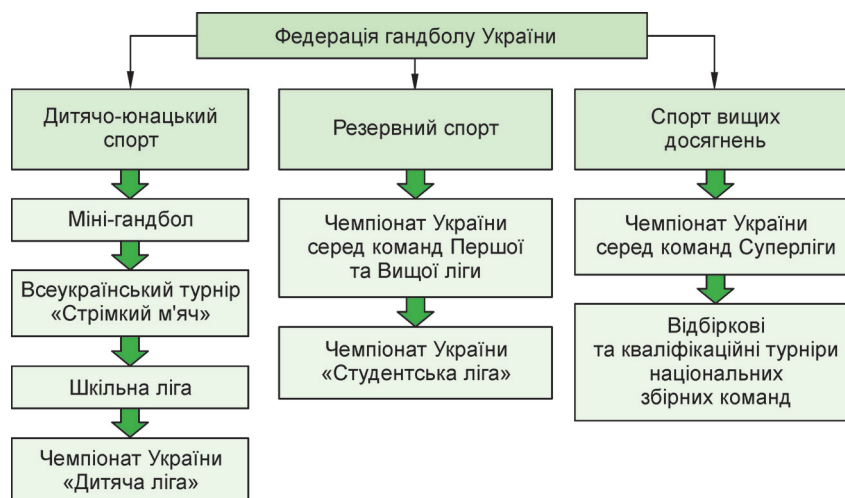 Федерація гандболу України
Дитячо-юнацький
спорт
Міні-гандбол
Всеукраїнський турнір
«Стрімкий м'яч»
Шкільна ліга
Чемпіонат України
«Дитяча ліга»
Резервний спорт
Чемпіонат України
серед команд Першої
та Вищої ліги
Чемпіонат України
«Студентська ліга»
Спорт вищих
досягнень
Чемпіонат України
серед команд Суперліги
Відбіркові
та кваліфікаційні турніри
національних
збірних команд